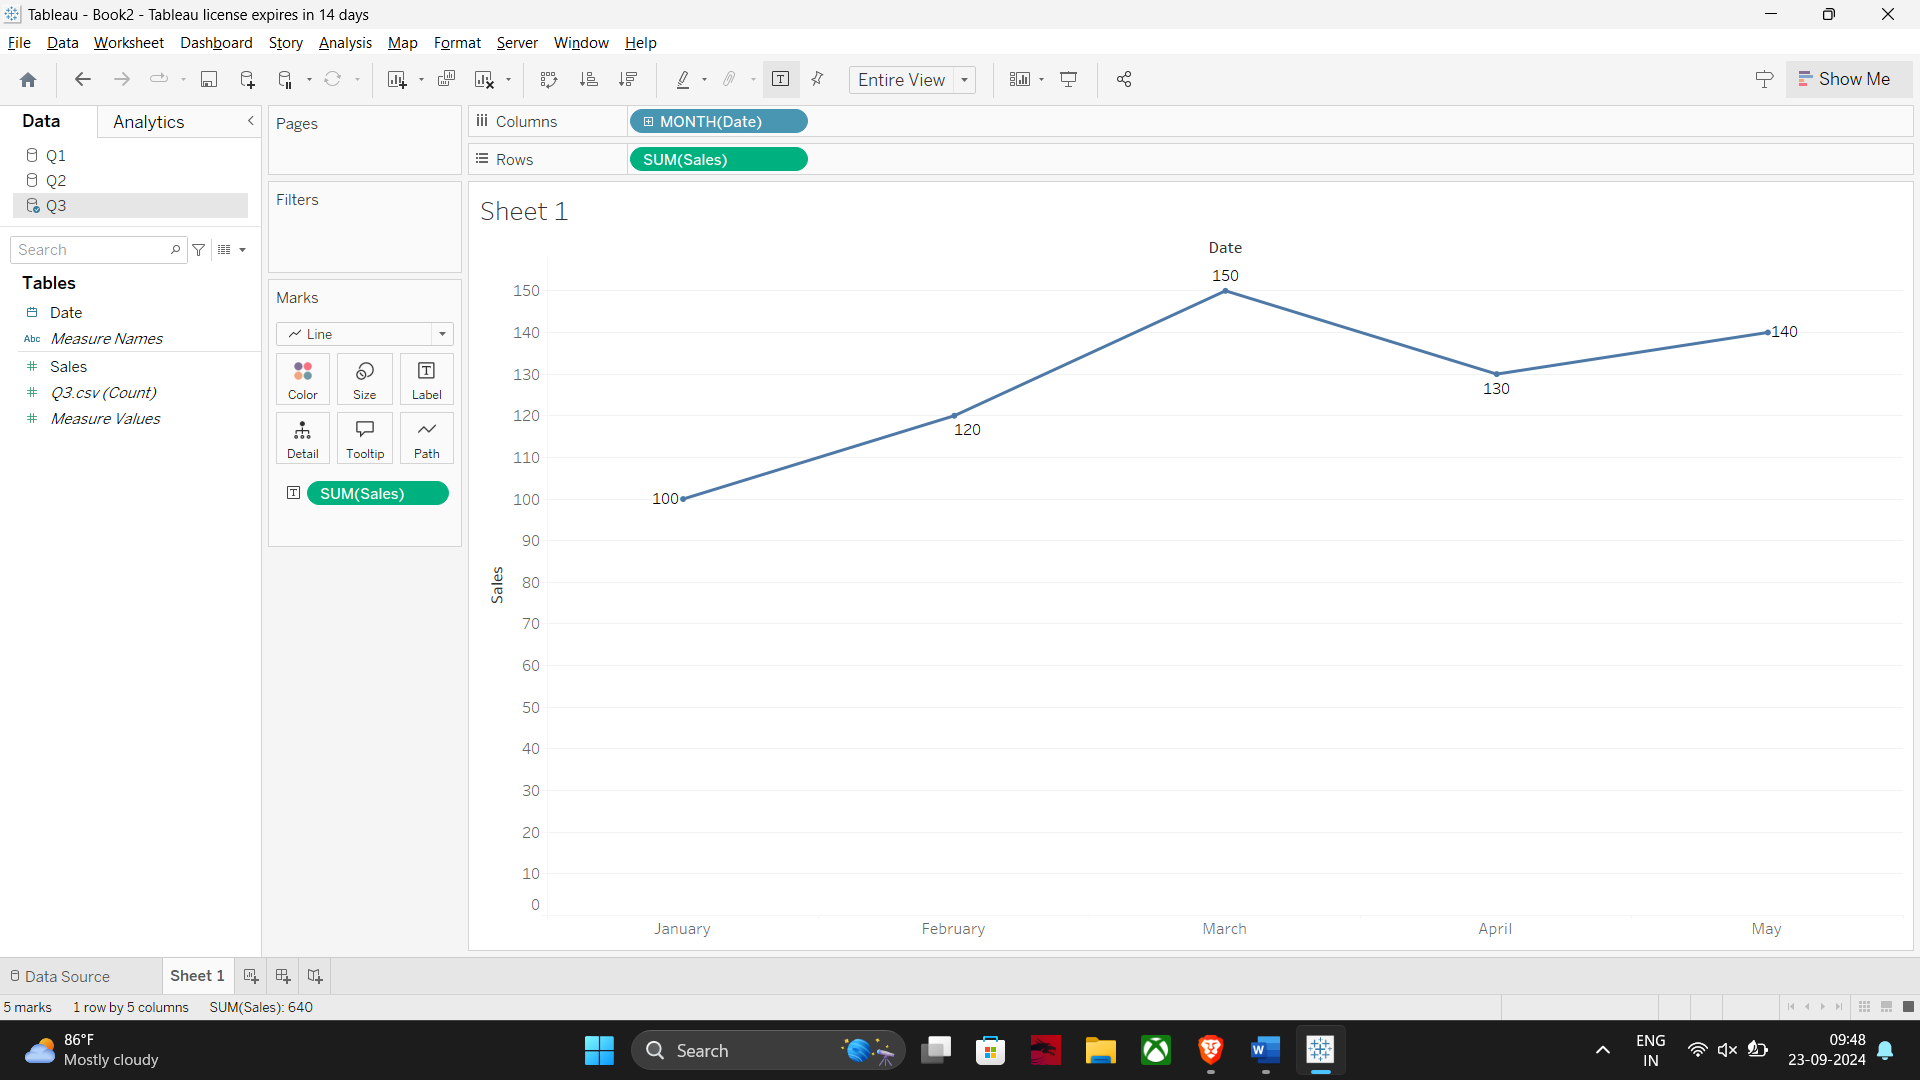 Tableau - Book2 - Tableau license expires in 14 days
File Data Worksheet Dashboard Story Analysis Map Format Server Window Help
Entire View
Show Me
Data
Analytics
Q1
Q2
Q3
Search
Tables
Date
Abc Measure Names
Sales
Q3.csv (Count)
Measure Values
Pages
Filters
Marks
Line
Color Size Label
Detail Tooltip Path
T SUM(Sales)
Columns
MONTH(Date)
Rows
SUM(Sales)
Sheet 1
Date
Sales
150
140
130
120
110
100
90
80
70
60
50
40
30
20
10
0
100
120
150
130
140
January February March April May
Data Source
Sheet 1
5 marks 1 row by 5 columns SUM(Sales): 640
86°F
Mostly cloudy
Search
W
ENG
IN
09:48
23-09-2024